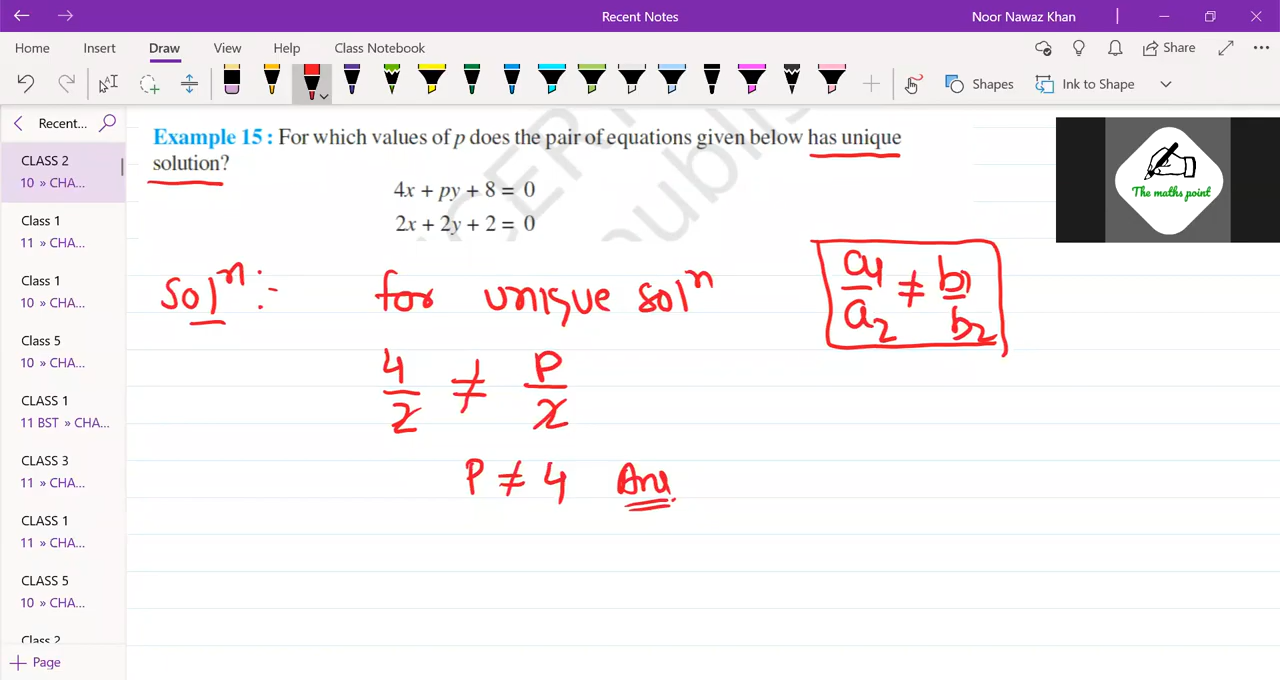 Recent Notes
Noor Nawaz Khan
Home Insert Draw View Help Class Notebook
Share
Shapes
Ink to Shape
Recent...
CLASS 2
10 » CHA...
Class 1
11 » CHA...
Class 1
10 » CHA...
Class 5
10 » CHA...
CLASS 1
11 BST » CHA...
CLASS 3
11 » CHA...
CLASS 1
11 » CHA...
CLASS 5
10 » CHA...
Class 2
Page
Example 15 : For which values of p does the pair of equations given below has unique
solution?
4x + py + 8 = 0
2x + 2y + 2 = 0
The maths point
Solⁿ :- for unique solⁿ
a1/a2 ≠ b1/b2
4/2 ≠ P/2
P ≠ 4 Ans.